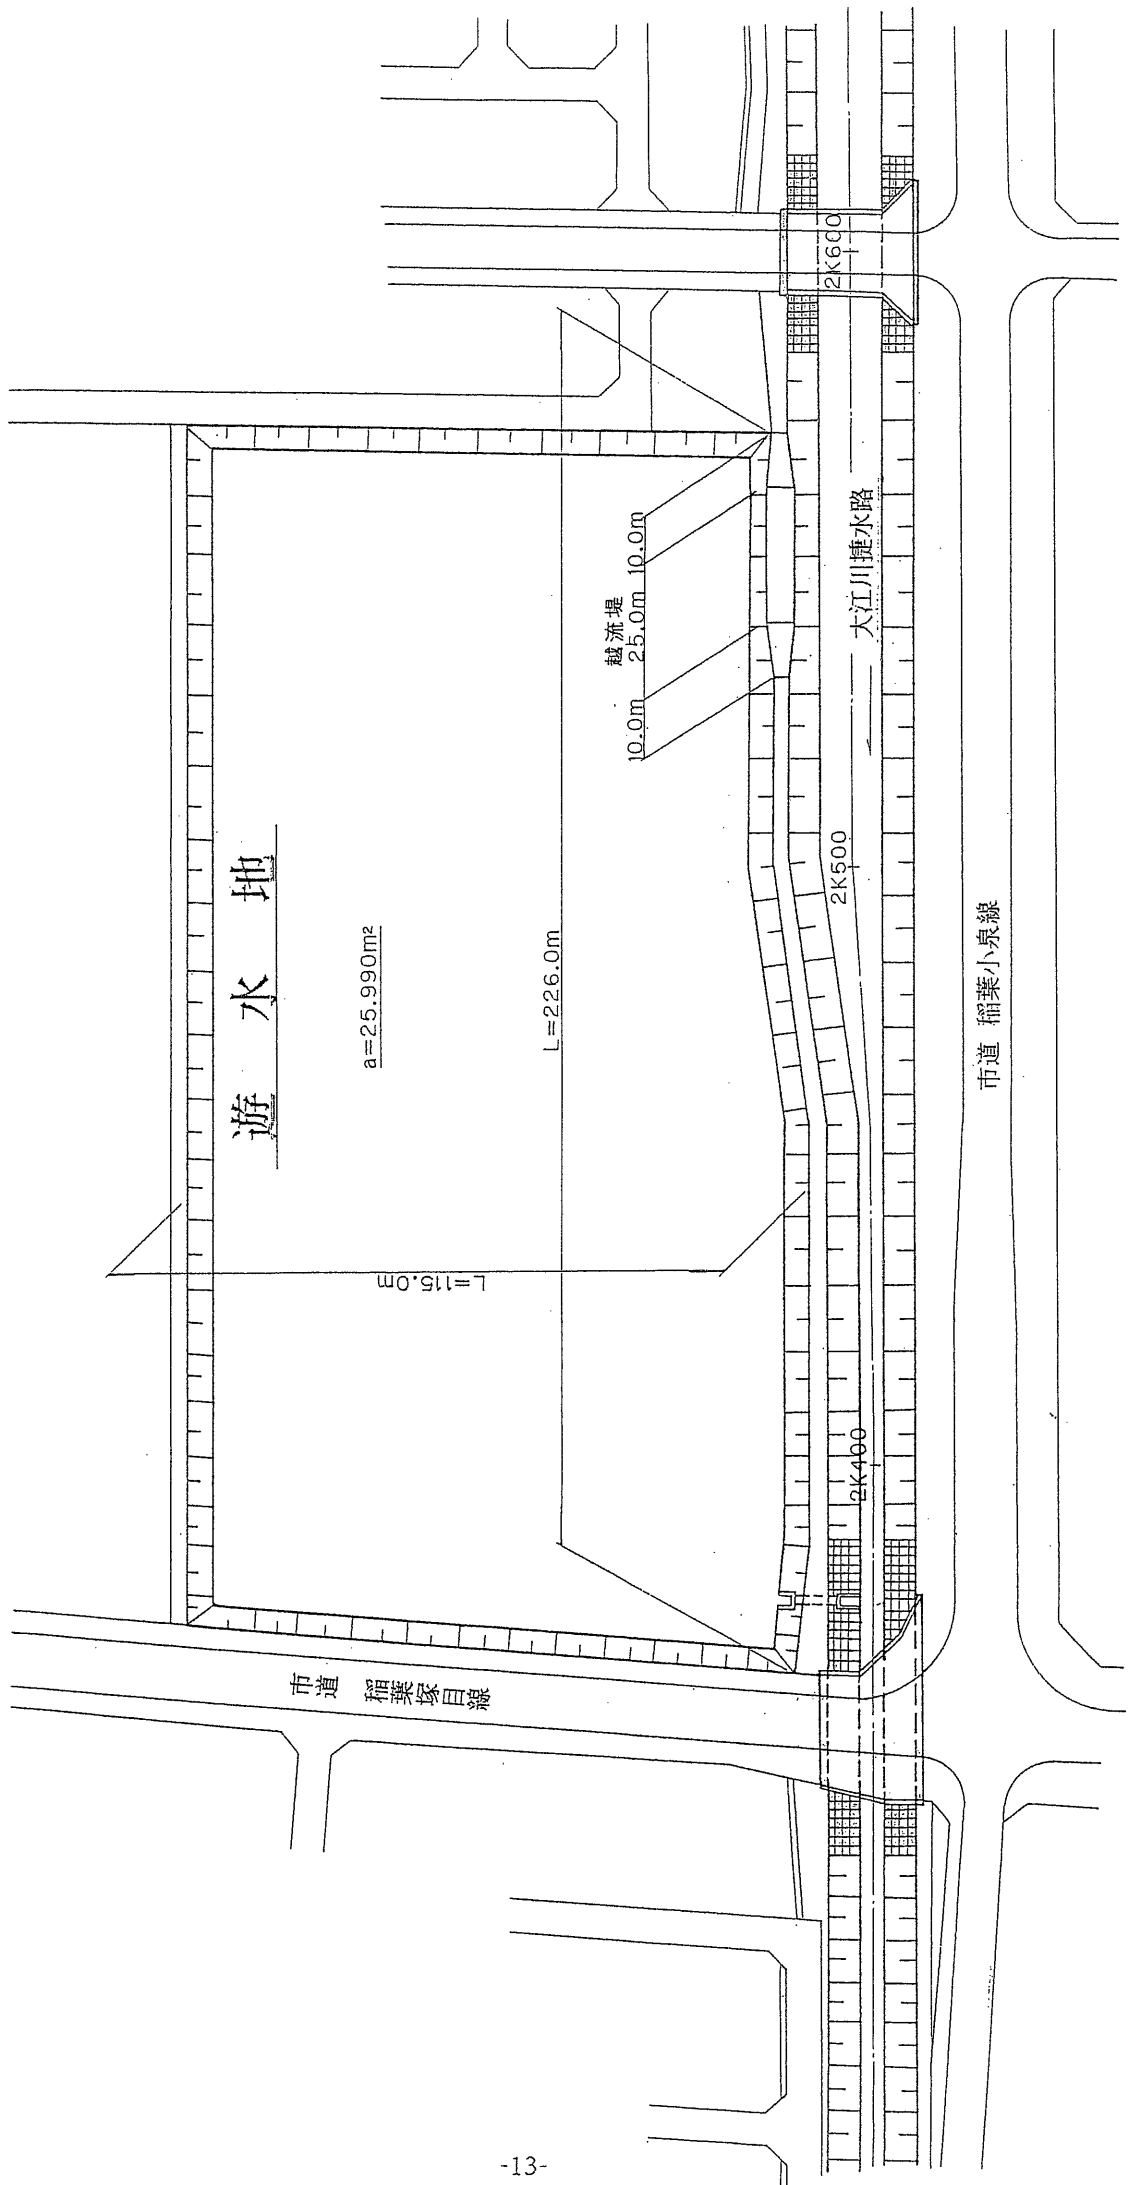 遊水地
a=25.990m²
L=226.0m
L=115.0m
越流堤
10.0m 25.0m 10.0m
大江川捷水路
2K600
2K500
2K400
市道 稲葉小泉線
市道 稲葉塚目線
-13-